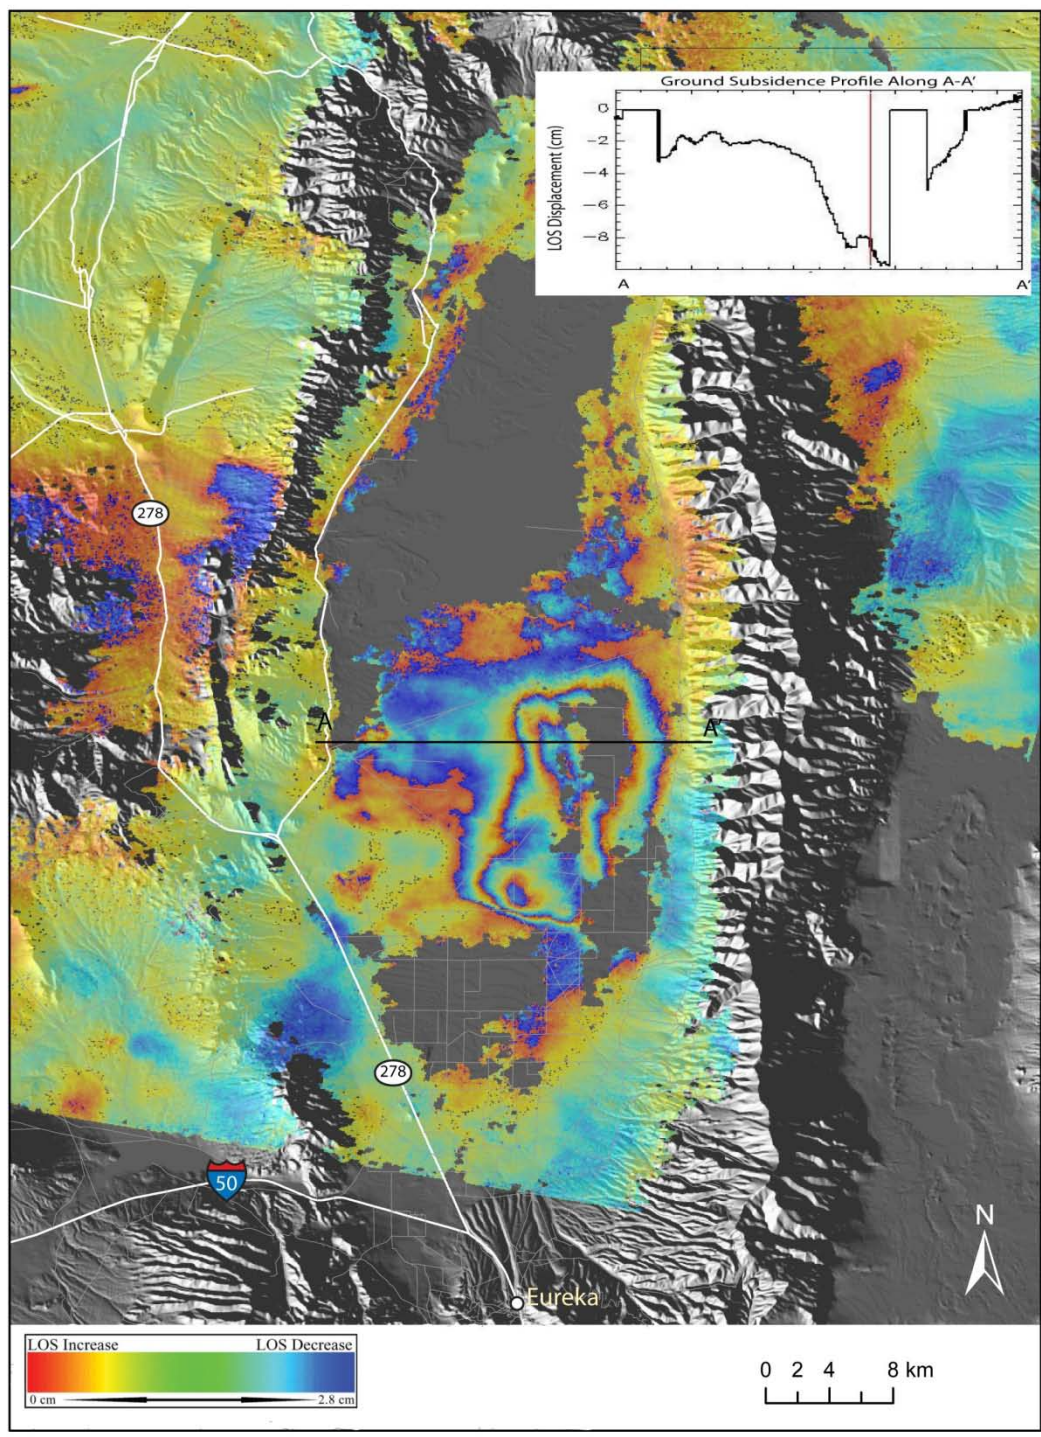 Ground Subsidence Profile Along A-A'
LOS Displacement (cm)
0
−2
−4
−6
−8
A
A'
278
A
A'
278
50
Eureka
N
LOS Increase LOS Decrease
0 cm 2.8 cm
0 2 4 8 km